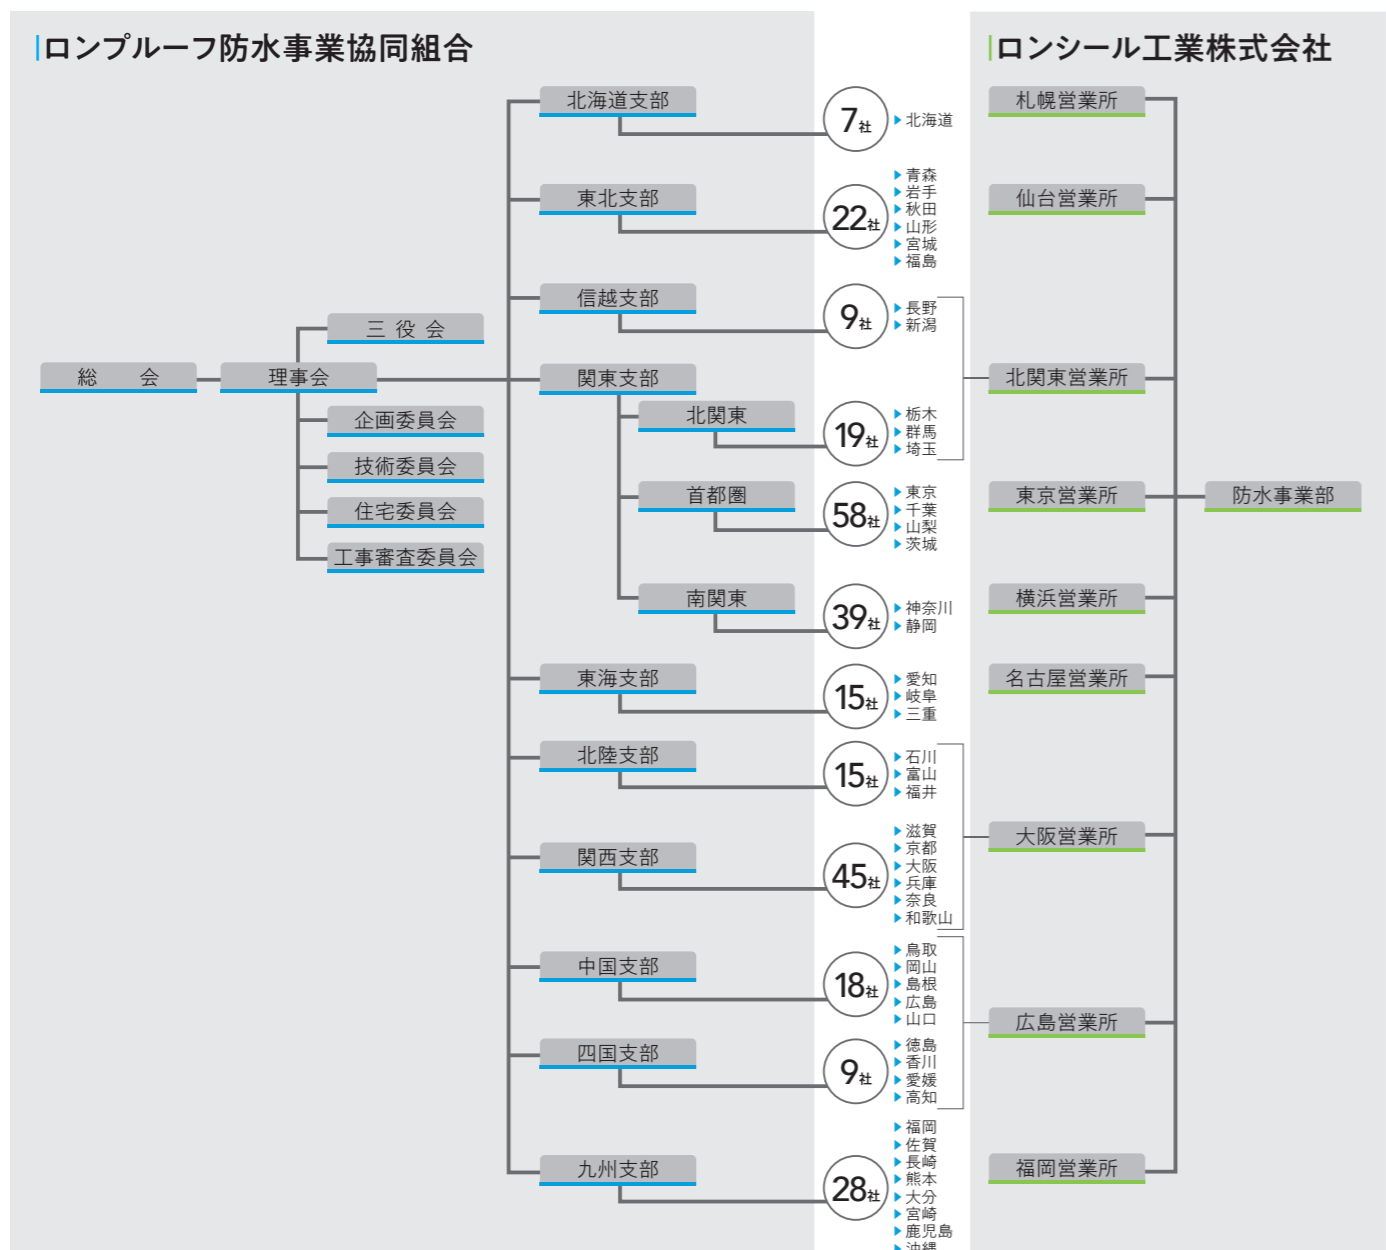 ロンプルーフ防水事業協同組合
総会
理事会
三役会
企画委員会
技術委員会
住宅委員会
工事審査委員会
北海道支部
7社
北海道
東北支部
22社
青森
岩手
秋田
山形
宮城
福島
信越支部
9社
長野
新潟
関東支部
北関東
19社
栃木
群馬
埼玉
首都圏
58社
東京
千葉
山梨
茨城
南関東
39社
神奈川
静岡
東海支部
15社
愛知
岐阜
三重
北陸支部
15社
石川
富山
福井
関西支部
45社
滋賀
京都
大阪
兵庫
奈良
和歌山
中国支部
18社
鳥取
岡山
島根
広島
山口
四国支部
9社
徳島
香川
愛媛
高知
九州支部
28社
福岡
佐賀
長崎
熊本
大分
宮崎
鹿児島
沖縄
ロンシール工業株式会社
札幌営業所
仙台営業所
北関東営業所
東京営業所
防水事業部
横浜営業所
名古屋営業所
大阪営業所
広島営業所
福岡営業所